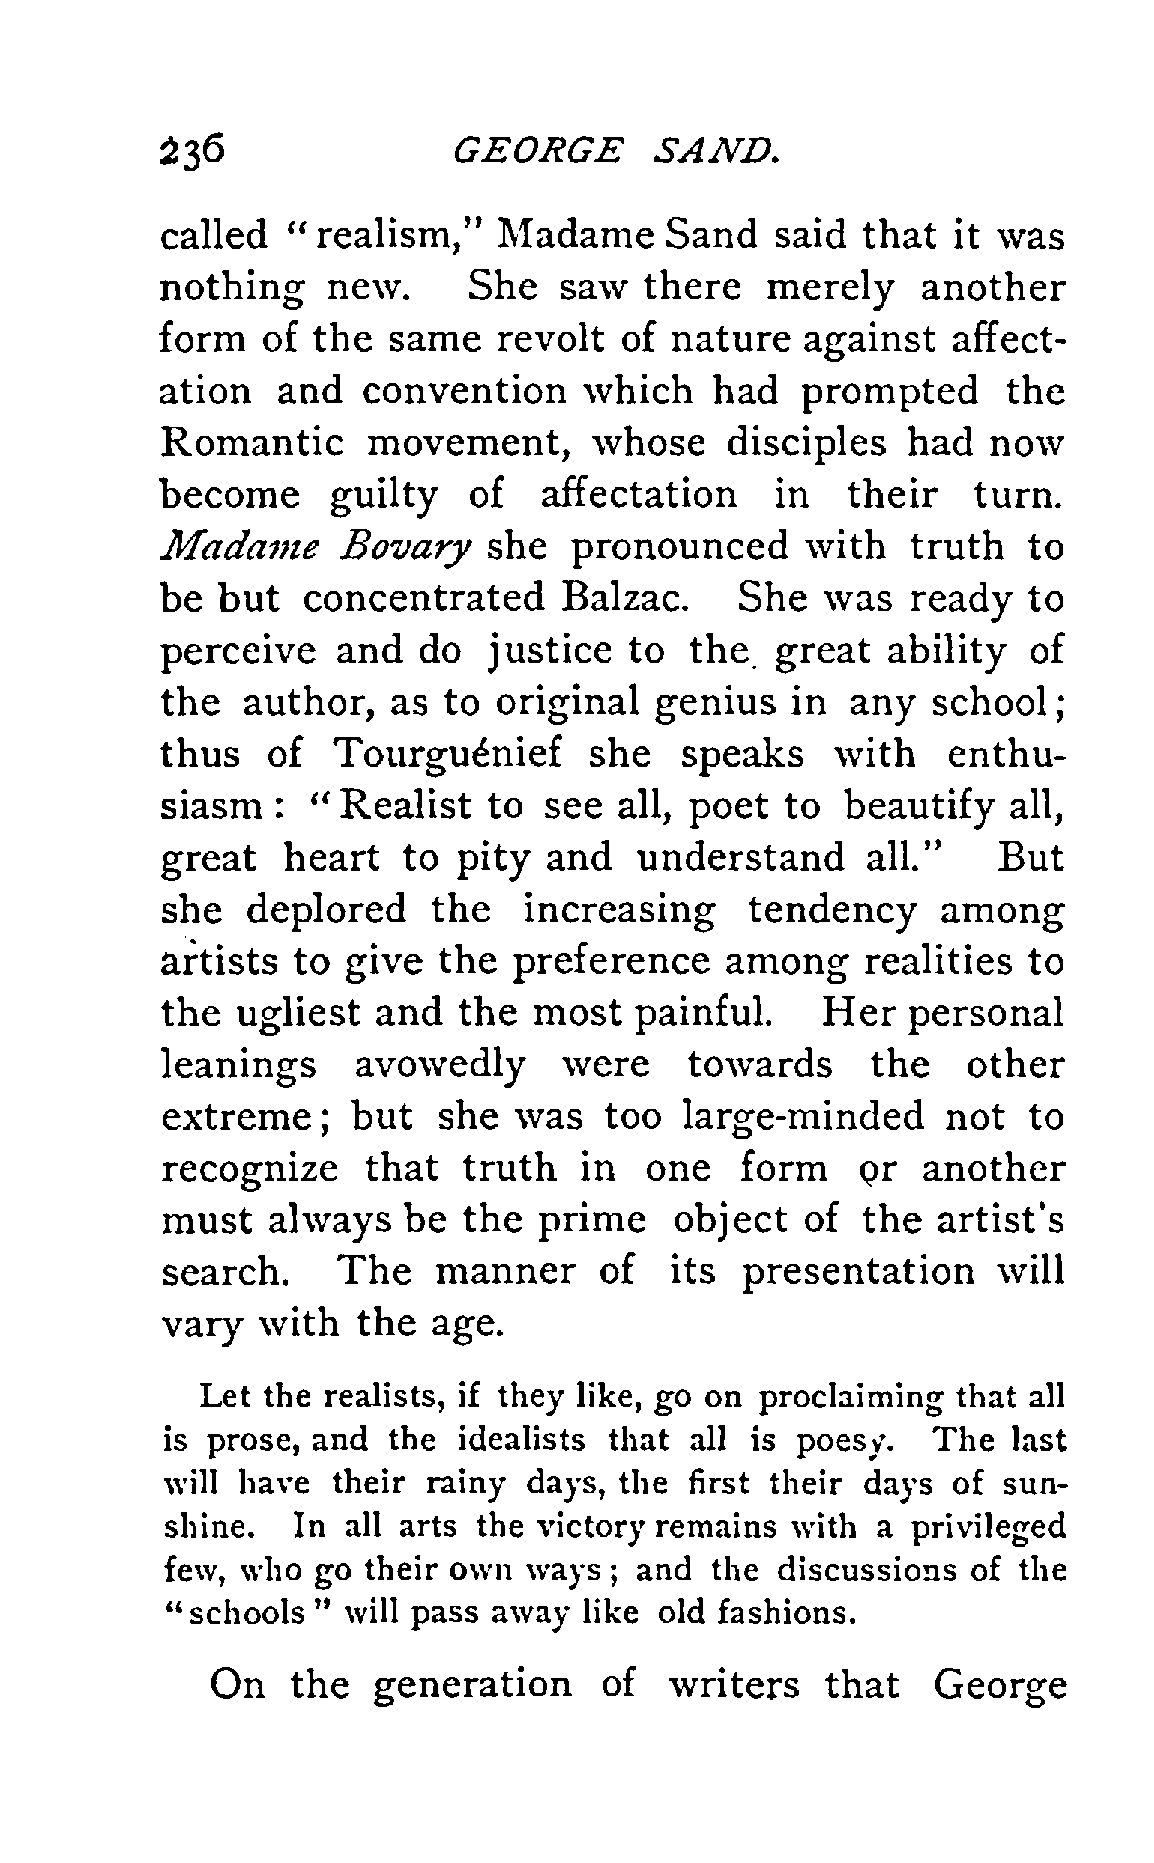 236 GEORGE SAND.
called "realism," Madame Sand said that it was
nothing new. She saw there merely another
form of the same revolt of nature against affect-
ation and convention which had prompted the
Romantic movement, whose disciples had now
become guilty of affectation in their turn.
Madame Bovary she pronounced with truth to
be but concentrated Balzac. She was ready to
perceive and do justice to the great ability of
the author, as to original genius in any school;
thus of Tourguénief she speaks with enthu-
siasm: "Realist to see all, poet to beautify all,
great heart to pity and understand all." But
she deplored the increasing tendency among
artists to give the preference among realities to
the ugliest and the most painful. Her personal
leanings avowedly were towards the other
extreme; but she was too large-minded not to
recognize that truth in one form or another
must always be the prime object of the artist's
search. The manner of its presentation will
vary with the age.
Let the realists, if they like, go on proclaiming that all
is prose, and the idealists that all is poesy. The last
will have their rainy days, the first their days of sun-
shine. In all arts the victory remains with a privileged
few, who go their own ways; and the discussions of the
"schools" will pass away like old fashions.
On the generation of writers that George